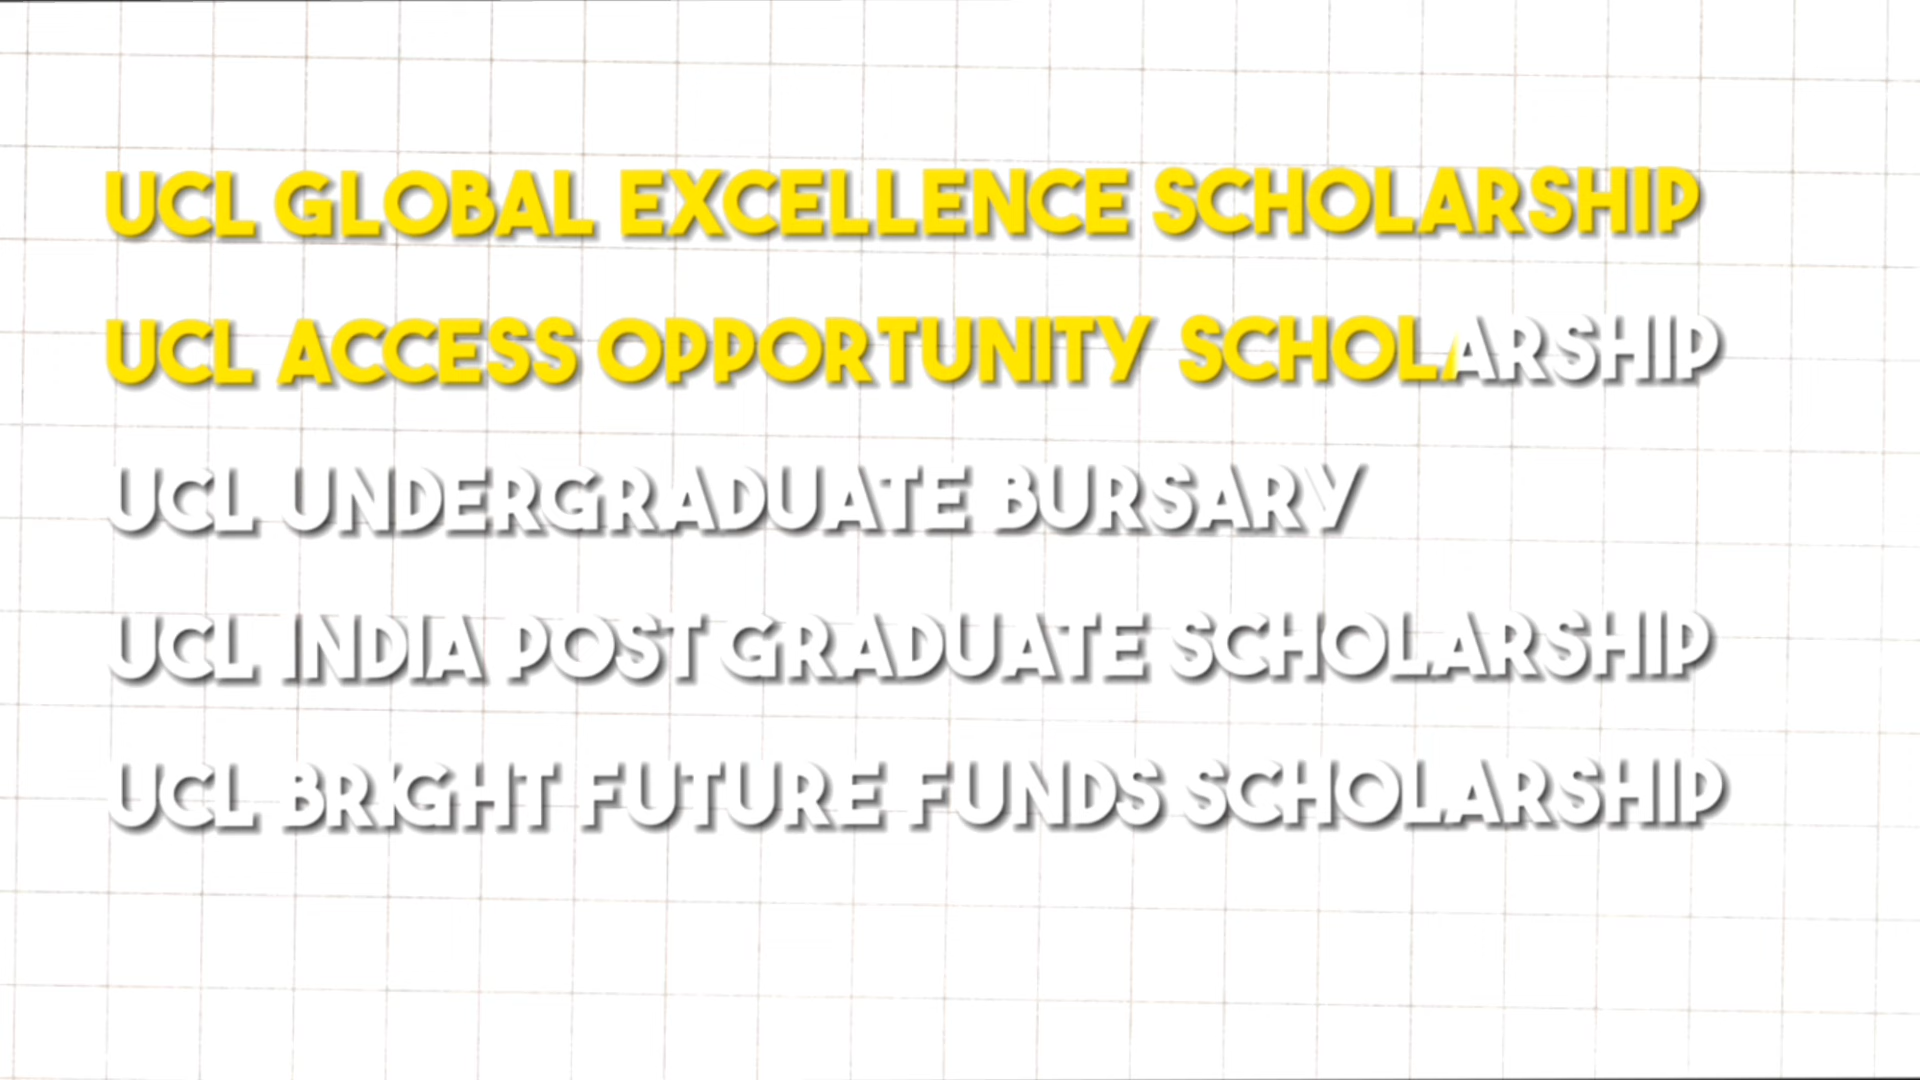 UCL GLOBAL EXCELLENCE SCHOLARSHIP
UCL ACCESS OPPORTUNITY SCHOLARSHIP
UCL UNDERGRADUATE BURSARY
UCL INDIA POST GRADUATE SCHOLARSHIP
UCL BRIGHT FUTURE FUNDS SCHOLARSHIP